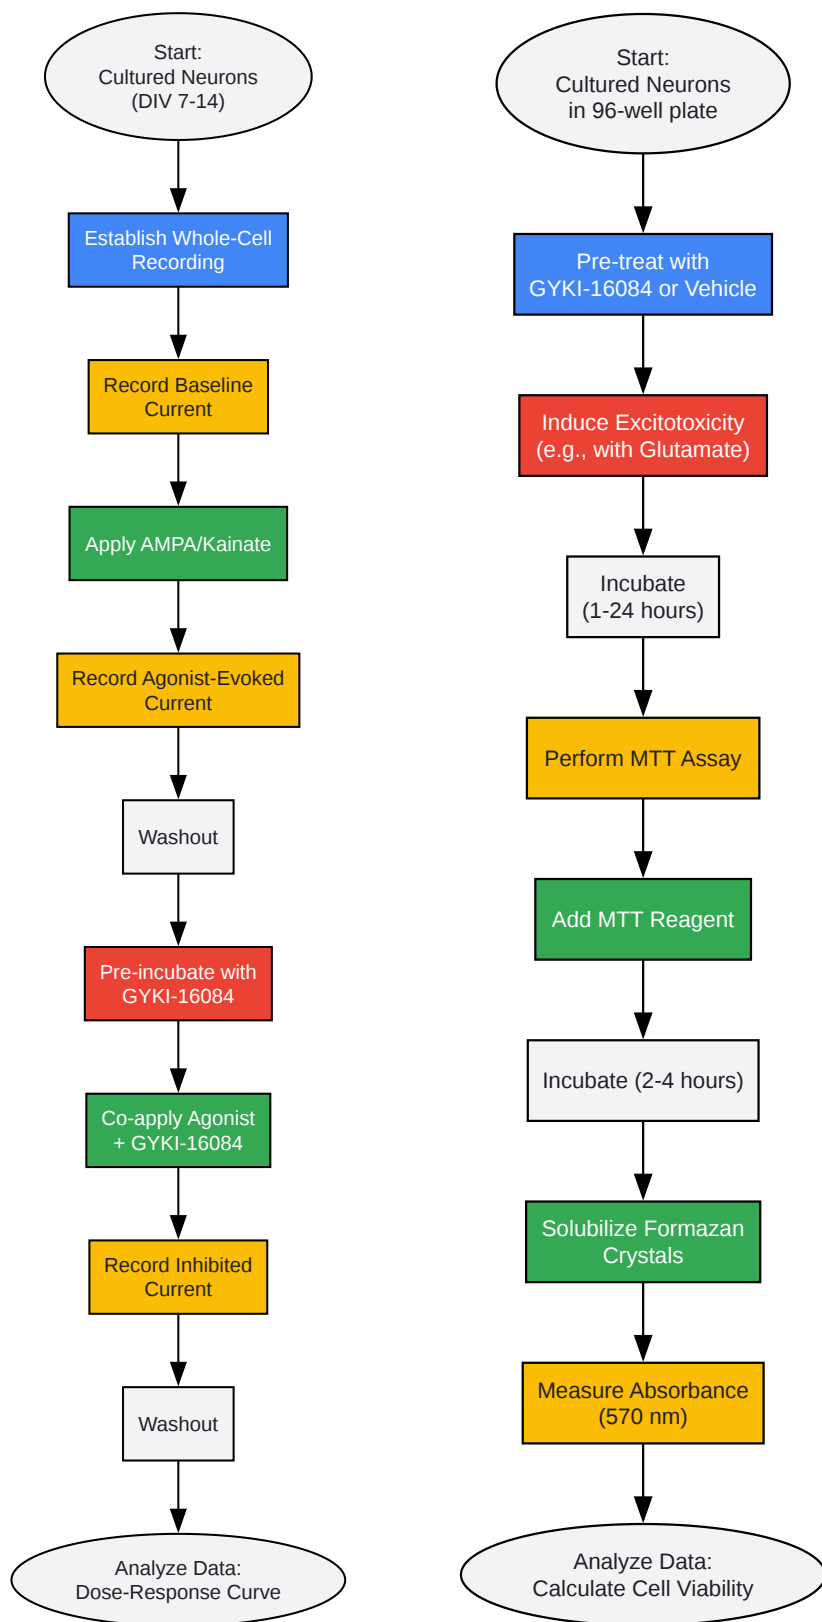 Start:
Cultured Neurons
(DIV 7-14)
Establish Whole-Cell
Recording
Record Baseline
Current
Apply AMPA/Kainate
Record Agonist-Evoked
Current
Washout
Pre-incubate with
GYKI-16084
Co-apply Agonist
+ GYKI-16084
Record Inhibited
Current
Washout
Analyze Data:
Dose-Response Curve
Start:
Cultured Neurons
in 96-well plate
Pre-treat with
GYKI-16084 or Vehicle
Induce Excitotoxicity
(e.g., with Glutamate)
Incubate
(1-24 hours)
Perform MTT Assay
Add MTT Reagent
Incubate (2-4 hours)
Solubilize Formazan
Crystals
Measure Absorbance
(570 nm)
Analyze Data:
Calculate Cell Viability